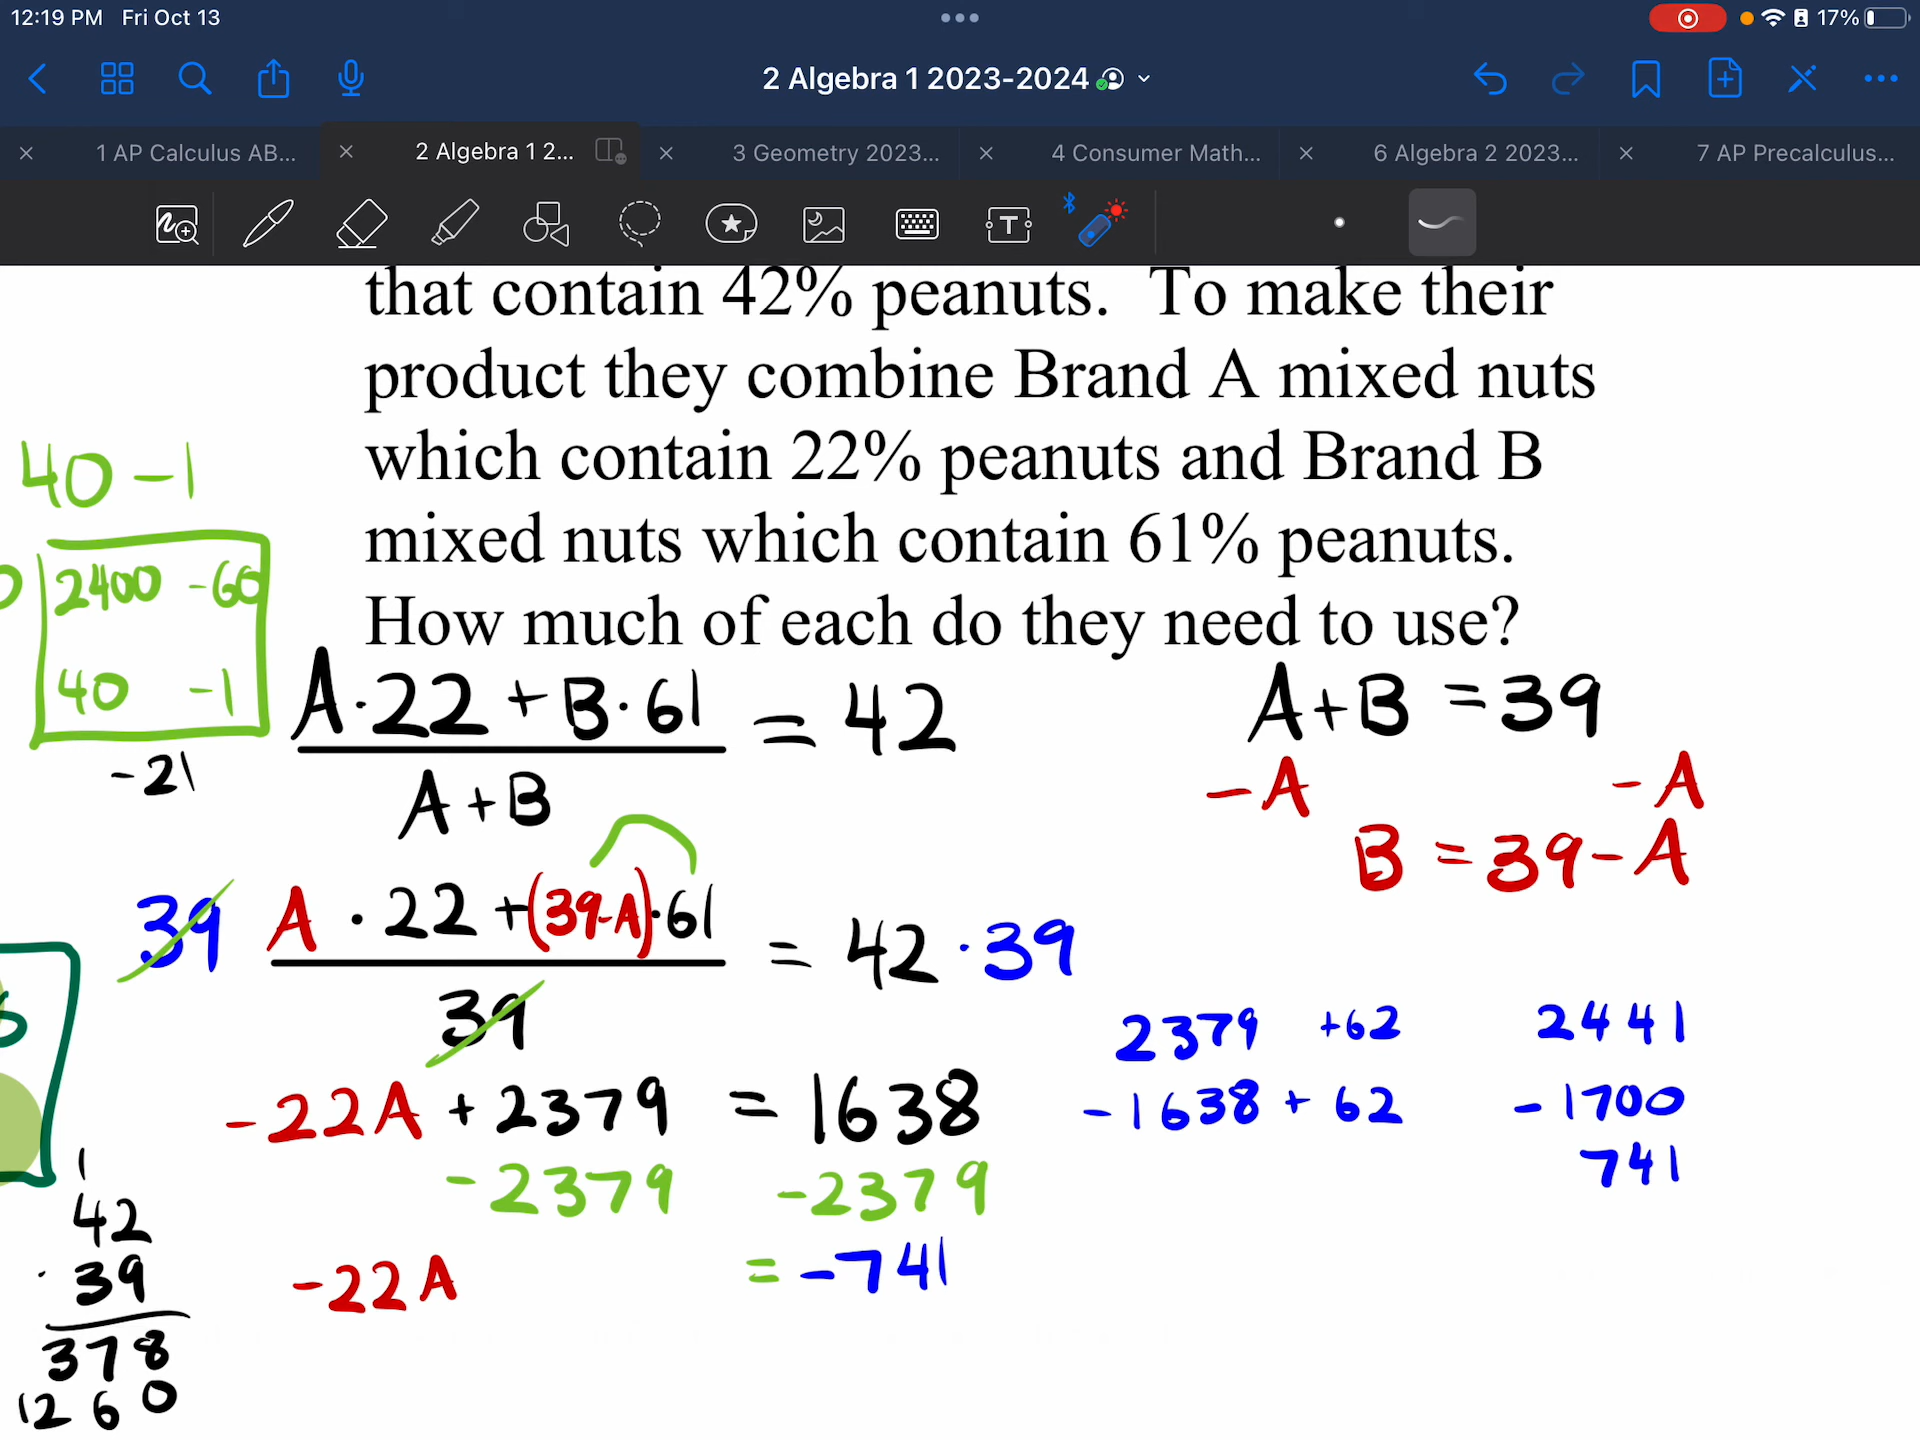 12:19 PM Fri Oct 13
17%
2 Algebra 1 2023-2024
1 AP Calculus AB...
2 Algebra 1 2...
3 Geometry 2023...
4 Consumer Math...
6 Algebra 2 2023...
7 AP Precalculus...
that contain 42% peanuts. To make their
product they combine Brand A mixed nuts
which contain 22% peanuts and Brand B
mixed nuts which contain 61% peanuts.
How much of each do they need to use?
40 -1
2400 -60
40 -1
-21
A·22 + B·61 = 42
A+B
A+B = 39
-A -A
B = 39-A
39 A ·22 +(39-A)·61 = 42 ·39
39
-22A + 2379 = 1638
-2379 -2379
-22A = -741
2379 +62 2441
-1638 + 62 -1700
741
1
42
· 39
378
1260